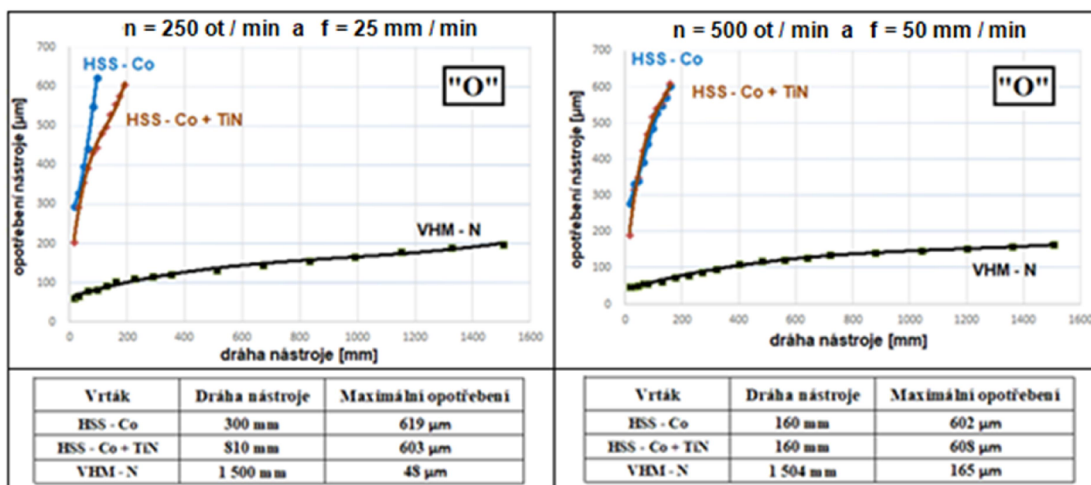 n = 250 ot / min a f = 25 mm / min
700
600
500
400
300
200
100
0
opotřebení nástroje [µm]
HSS - Co
"O"
HSS - Co + TiN
VHM - N
0 200 400 600 800 1000 1200 1400 1600
dráha nástroje [mm]
Vrták Dráha nástroje Maximální opotřebení
HSS - Co 300 mm 619 µm
HSS - Co + TiN 810 mm 603 µm
VHM - N 1 500 mm 48 µm
n = 500 ot / min a f = 50 mm / min
700
600
500
400
300
200
100
0
opotřebení nástroje [µm]
HSS - Co
"O"
HSS - Co + TiN
VHM - N
0 200 400 600 800 1000 1200 1400 1600
dráha nástroje [mm]
Vrták Dráha nástroje Maximální opotřebení
HSS - Co 160 mm 602 µm
HSS - Co + TiN 160 mm 608 µm
VHM - N 1 504 mm 165 µm